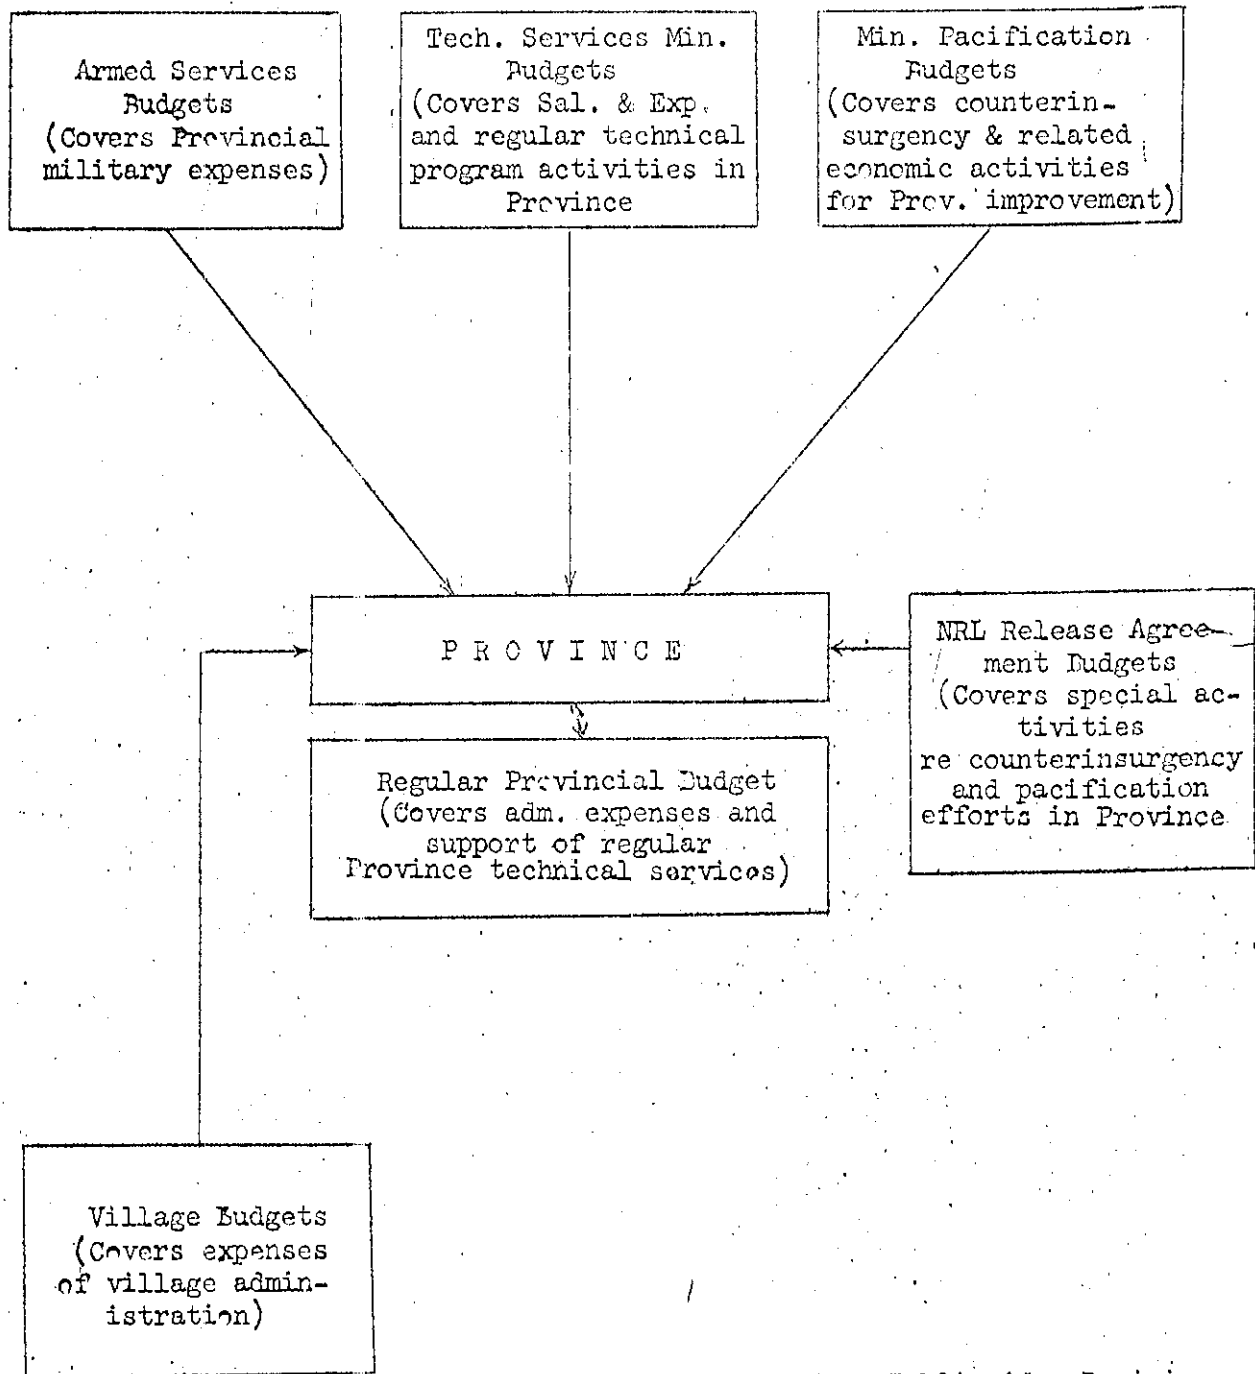 Armed Services
Budgets
(Covers Provincial
military expenses)
Tech. Services Min.
Budgets
(Covers Sal. & Exp.
and regular technical
program activities in
Province
Min. Pacification
Budgets
(Covers counterin-
surgency & related
economic activities
for Prov. improvement)
PROVINCE
NRL Release Agree-
ment Budgets
(Covers special ac-
tivities
re counterinsurgency
and pacification
efforts in Province
Regular Provincial Budget
(Covers adm. expenses and
support of regular
Province technical services)
Village Budgets
(Covers expenses
of village admin-
istration)